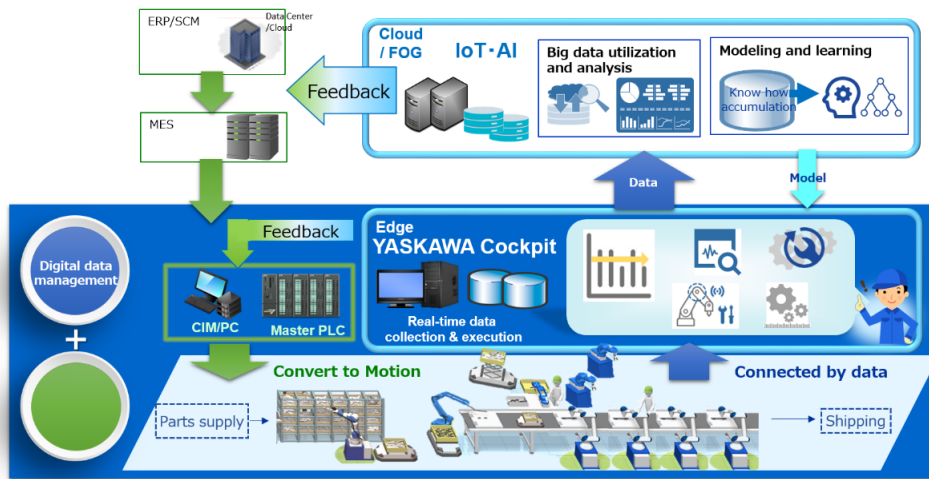 ERP/SCM
Data Center
/Cloud
MES
Feedback
Cloud
/ FOG
IoT・AI
Big data utilization
and analysis
Modeling and learning
Know how
accumulation
Data
Model
Digital data
management
+
Feedback
CIM/PC
Master PLC
Edge
YASKAWA Cockpit
Real-time data
collection & execution
Convert to Motion
Connected by data
Parts supply
Shipping